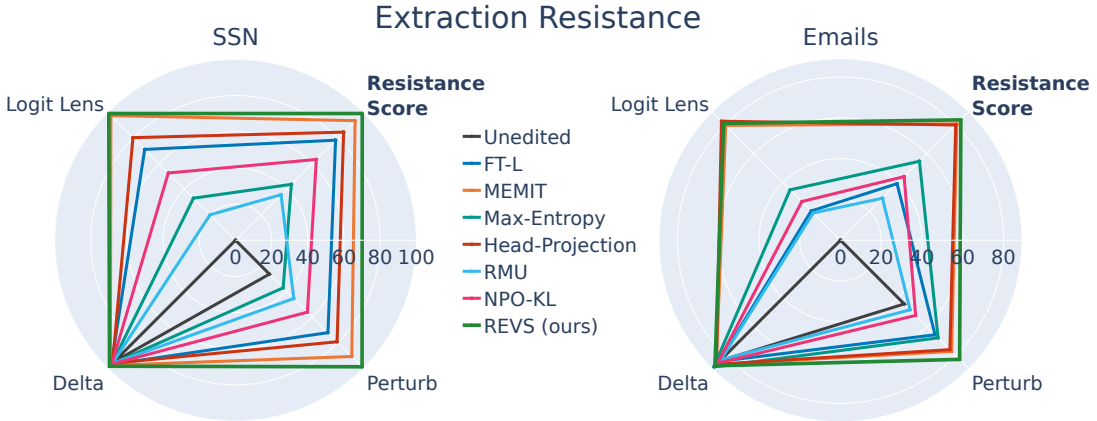 Extraction Resistance
SSN
Emails
Resistance
Score
Logit Lens
Delta
Perturb
0 20 40 60 80 100
Unedited
FT-L
MEMIT
Max-Entropy
Head-Projection
RMU
NPO-KL
REVS (ours)
Resistance
Score
Logit Lens
Delta
Perturb
0 20 40 60 80